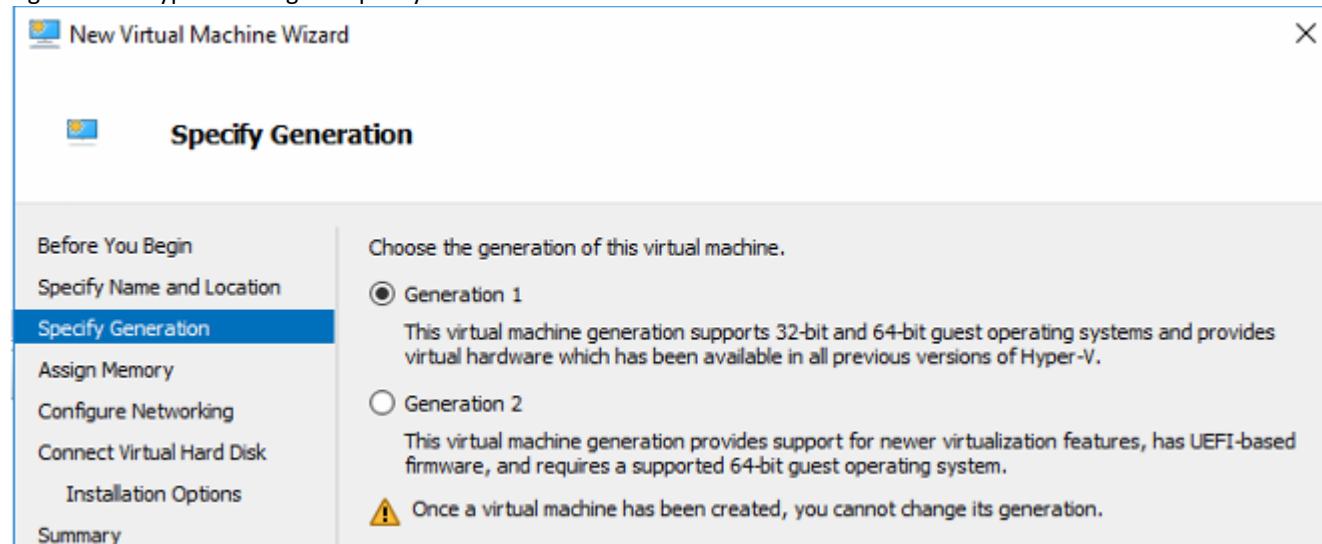 New Virtual Machine Wizard
Specify Generation
Before You Begin
Specify Name and Location
Specify Generation
Assign Memory
Configure Networking
Connect Virtual Hard Disk
Installation Options
Summary
Choose the generation of this virtual machine.
Generation 1
This virtual machine generation supports 32-bit and 64-bit guest operating systems and provides
virtual hardware which has been available in all previous versions of Hyper-V.
Generation 2
This virtual machine generation provides support for newer virtualization features, has UEFI-based
firmware, and requires a supported 64-bit guest operating system.
Once a virtual machine has been created, you cannot change its generation.